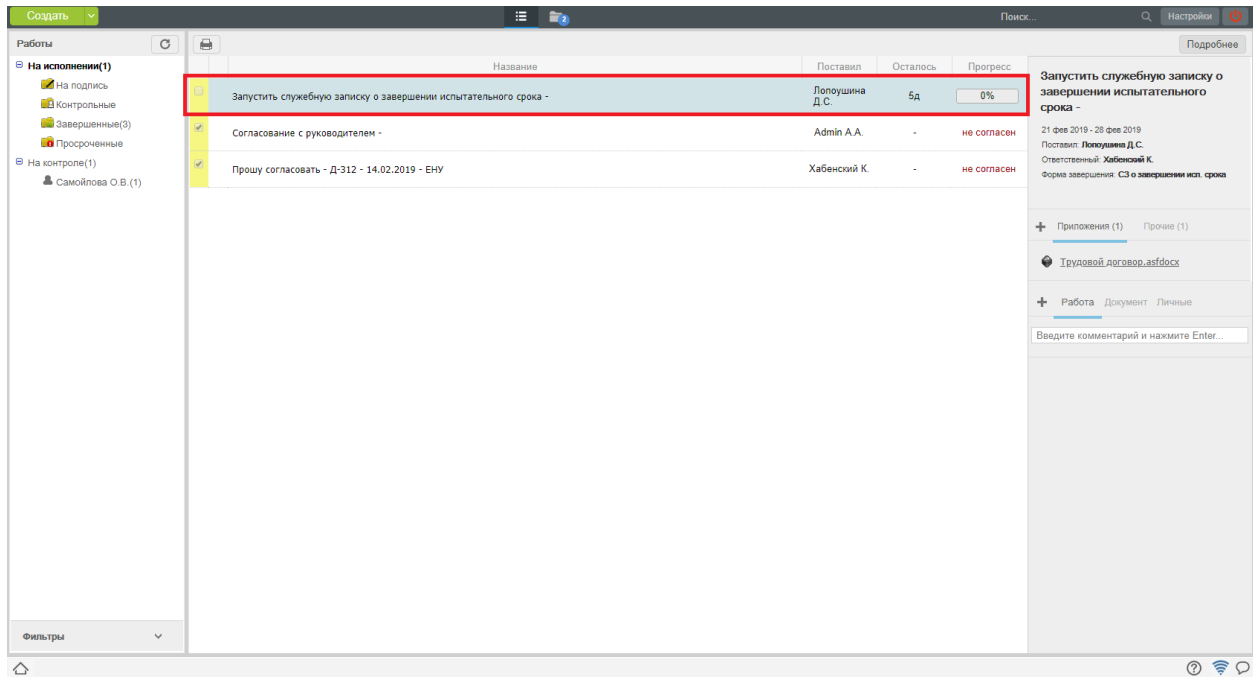 Создать
2
Поиск...
Настройки
Работы
Подробнее
На исполнении(1)
На подпись
Контрольные
Завершенные(3)
Просроченные
На контроле(1)
Самойлова О.В.(1)
Название
Поставил
Осталось
Прогресс
Запустить служебную записку о завершении испытательного срока -
Лопоушина
Д.С.
5д
0%
Согласование с руководителем -
Admin A.A.
-
не согласен
Прошу согласовать - Д-312 - 14.02.2019 - ЕНУ
Хабенский К.
-
не согласен
Запустить служебную записку о
завершении испытательного
срока -
21 фев 2019 - 28 фев 2019
Поставил: Лопоушина Д.С.
Ответственный: Хабенский К.
Форма завершения: СЗ о завершении исп. срока
Приложения (1)
Прочие (1)
Трудовой договор.asfdocx
Работа
Документ
Личные
Введите комментарий и нажмите Enter...
Фильтры